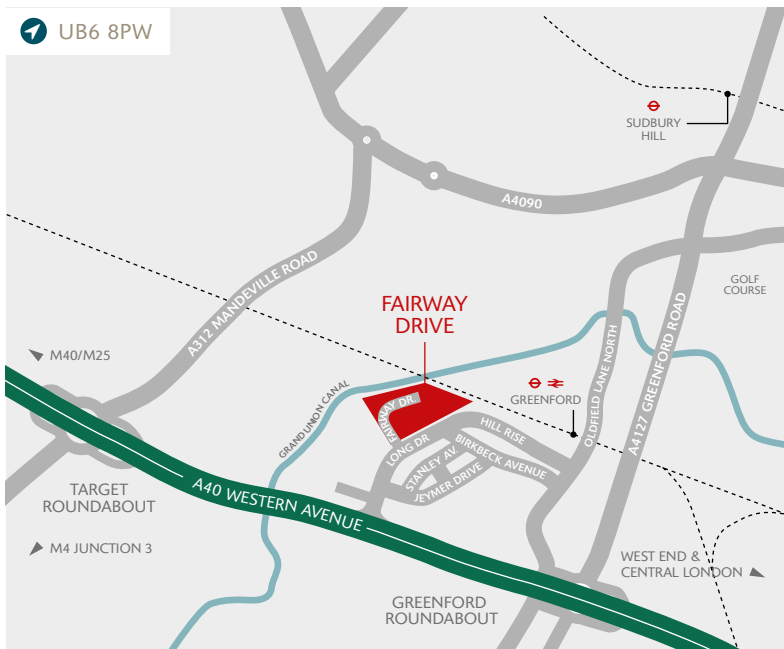 UB6 8PW
SUDBURY
HILL
A4090
GOLF
COURSE
A312 MANDEVILLE ROAD
FAIRWAY
DRIVE
M40/M25
GRAND UNION CANAL
GREENFORD
OLDFIELD LANE NORTH
A4127 GREENFORD ROAD
FAIRWAY DR.
LONG DR
HILL RISE
STANLEY AV.
BIRKBECK AVENUE
JEYMER DRIVE
TARGET
ROUNDABOUT
A40 WESTERN AVENUE
M4 JUNCTION 3
WEST END &
CENTRAL LONDON
GREENFORD
ROUNDABOUT